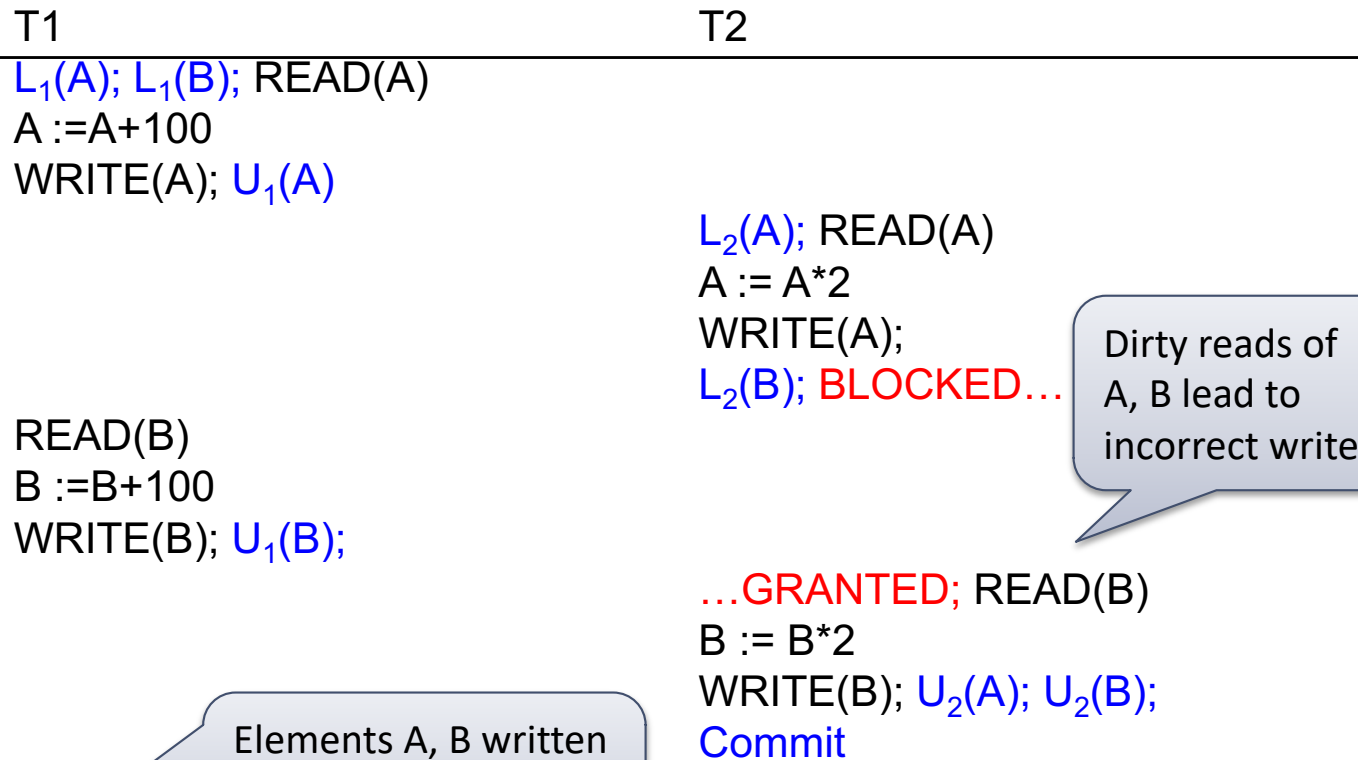 T1 T2
L₁(A); L₁(B); READ(A)
A :=A+100
WRITE(A); U₁(A)
L₂(A); READ(A)
A := A*2
WRITE(A);
L₂(B); BLOCKED…
Dirty reads of
A, B lead to
incorrect write
READ(B)
B :=B+100
WRITE(B); U₁(B);
…GRANTED; READ(B)
B := B*2
WRITE(B); U₂(A); U₂(B);
Commit
Elements A, B written